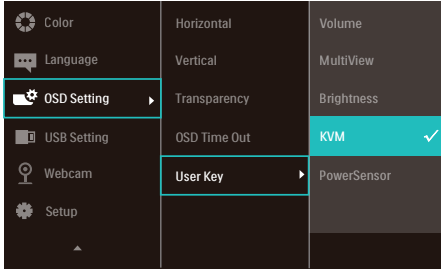 Color
Language
OSD Setting
USB Setting
Webcam
Setup
Horizontal
Vertical
Transparency
OSD Time Out
User Key
Volume
MultiView
Brightness
KVM
PowerSensor